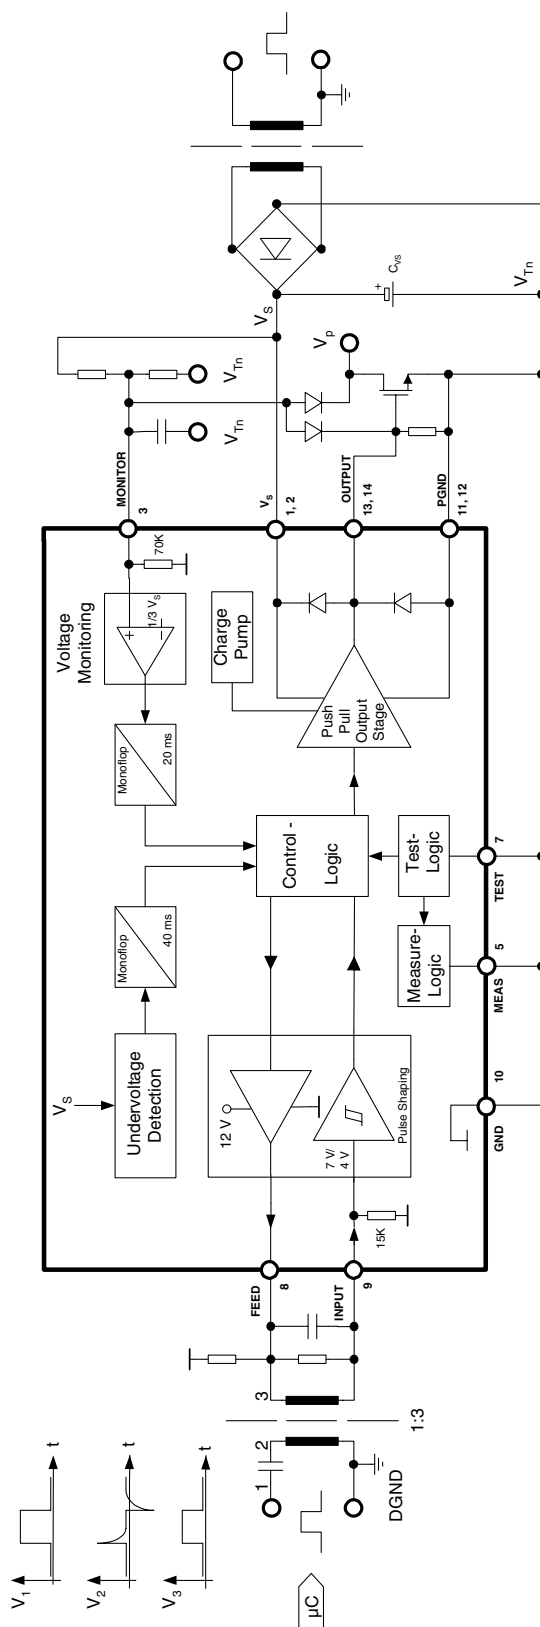 V1
t
V2
t
V3
t
µC
1
2
3
DGND
1:3
FEED
8
INPUT
9
15K
VS
Undervoltage
Detection
12 V
7 V/
4 V
Pulse Shaping
GND
10
MEAS
5
TEST
7
Monoflop
40 ms
Monoflop
20 ms
Control -
Logic
Measure-
Logic
Test-
Logic
Voltage
Monitoring
+
–
1/3 VS
70K
Charge
Pump
Push
Pull
Output
Stage
MONITOR
3
Vs
1, 2
OUTPUT
13, 14
PGND
11, 12
VTn
VTn
VS
Vp
+
CVS
VTn